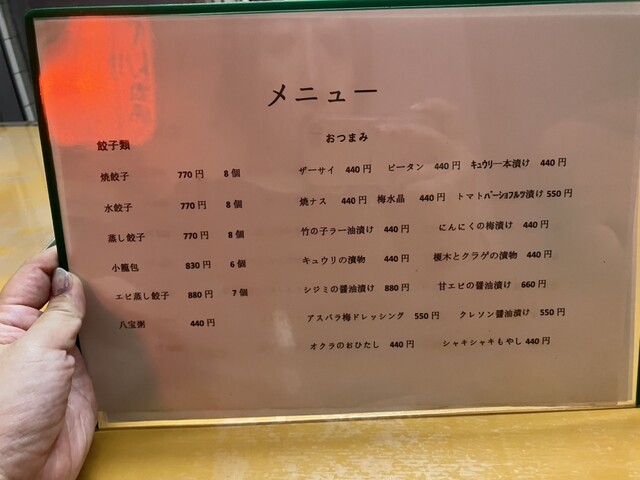 メニュー
餃子類
焼餃子 770円 8個
水餃子 770円 8個
蒸し餃子 770円 8個
小籠包 830円 6個
エビ蒸し餃子 880円 7個
八宝粥 440円
おつまみ
ザーサイ 440円 ピータン 440円 キュウリ一本漬け 440円
焼ナス 440円 梅水晶 440円 トマトパーショフルツ漬け 550円
竹の子ラー油漬け 440円 にんにくの梅漬け 440円
キュウリの漬物 440円 榎木とクラゲの漬物 440円
シジミの醤油漬け 880円 甘エビの醤油漬け 660円
アスパラ梅ドレッシング 550円 クレソン醤油漬け 550円
オクラのおひたし 440円 シャキシャキもやし 440円